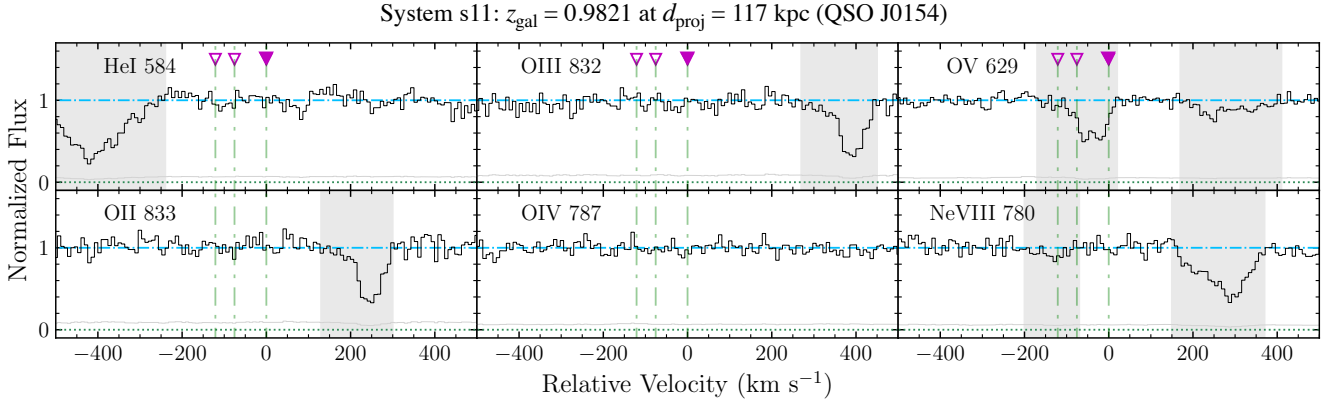 System s11: z_gal = 0.9821 at d_proj = 117 kpc (QSO J0154)
HeI 584
OIII 832
OV 629
1
0
OII 833
OIV 787
NeVIII 780
1
0
Normalized Flux
−400 −200 0 200 400 −400 −200 0 200 400 −400 −200 0 200 400
Relative Velocity (km s⁻¹)